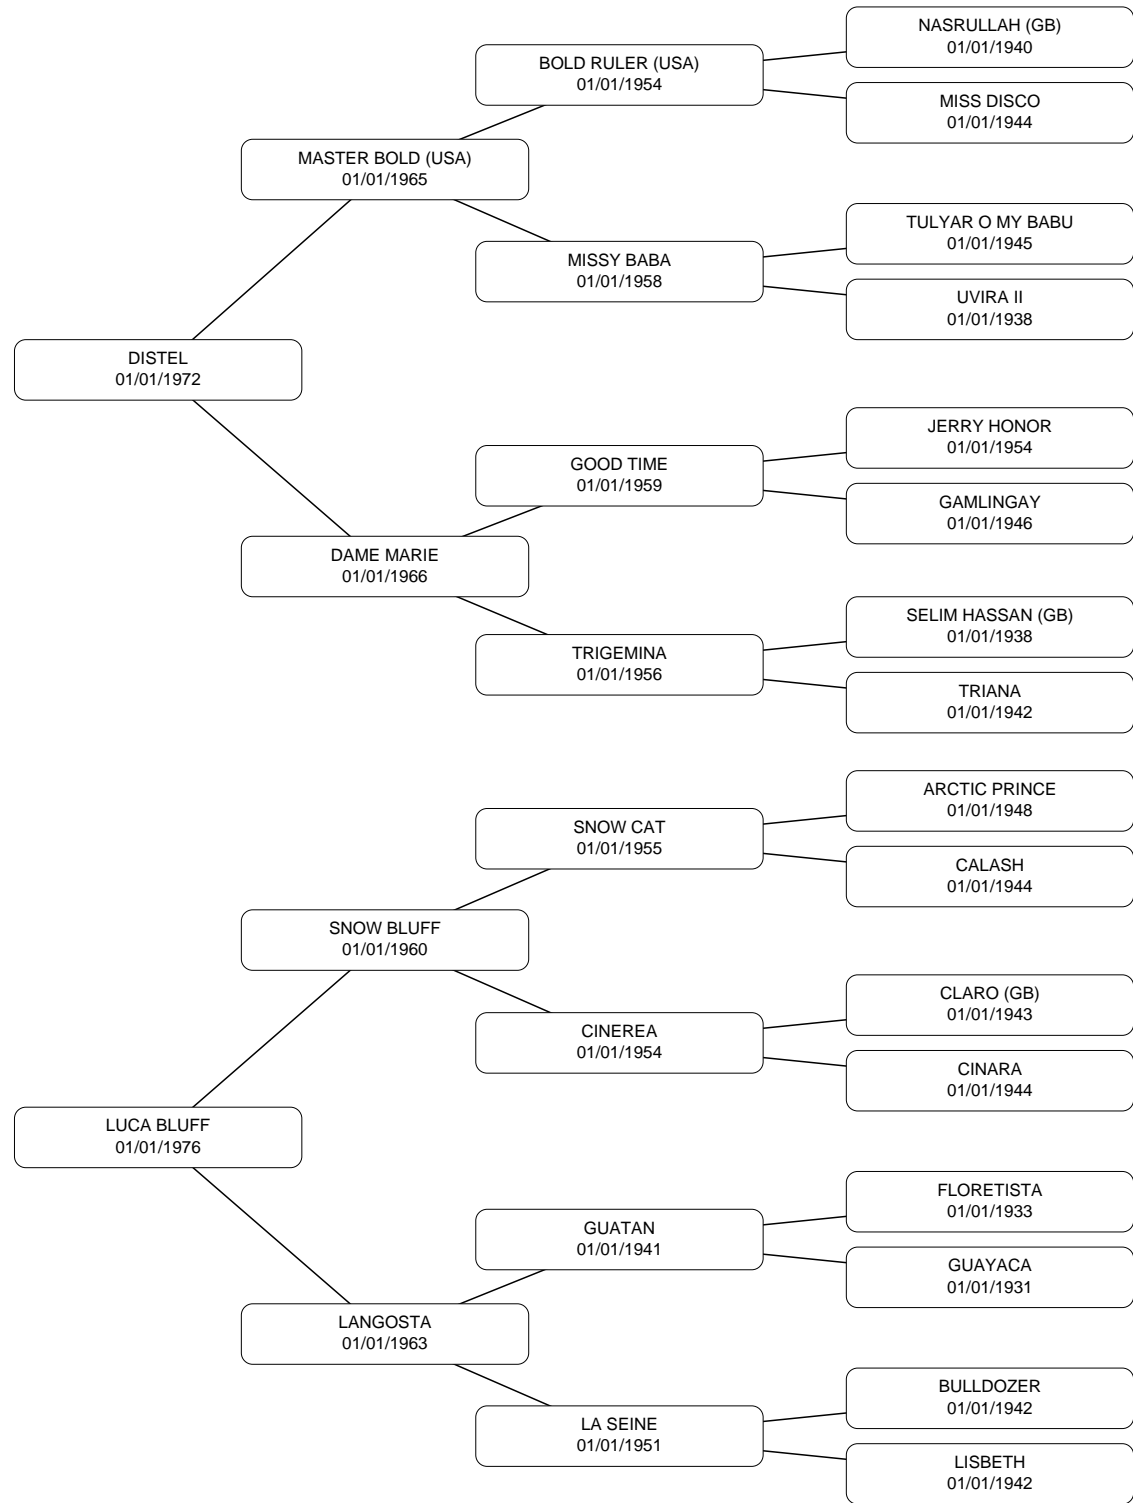 NASRULLAH (GB)
01/01/1940
BOLD RULER (USA)
01/01/1954
MISS DISCO
01/01/1944
MASTER BOLD (USA)
01/01/1965
TULYAR O MY BABU
01/01/1945
MISSY BABA
01/01/1958
UVIRA II
01/01/1938
DISTEL
01/01/1972
JERRY HONOR
01/01/1954
GOOD TIME
01/01/1959
GAMLINGAY
01/01/1946
DAME MARIE
01/01/1966
SELIM HASSAN (GB)
01/01/1938
TRIGEMINA
01/01/1956
TRIANA
01/01/1942
ARCTIC PRINCE
01/01/1948
SNOW CAT
01/01/1955
CALASH
01/01/1944
SNOW BLUFF
01/01/1960
CLARO (GB)
01/01/1943
CINEREA
01/01/1954
CINARA
01/01/1944
LUCA BLUFF
01/01/1976
FLORETISTA
01/01/1933
GUATAN
01/01/1941
GUAYACA
01/01/1931
LANGOSTA
01/01/1963
BULLDOZER
01/01/1942
LA SEINE
01/01/1951
LISBETH
01/01/1942